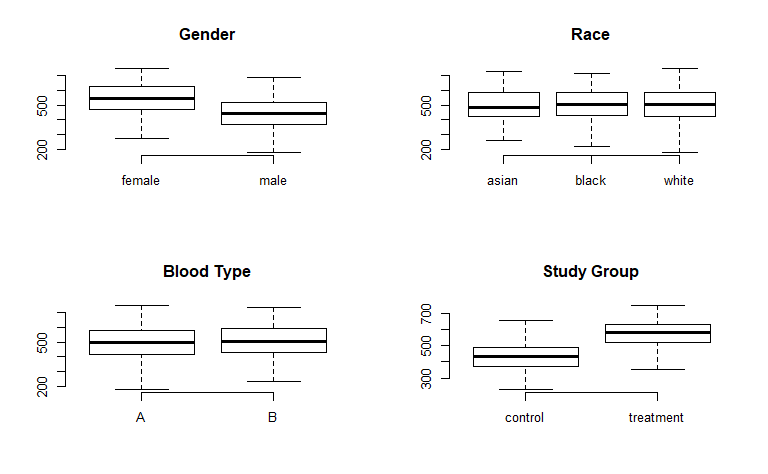 Gender
500
200
female male
Race
500
200
asian black white
Blood Type
500
200
A B
Study Group
700
500
300
control treatment